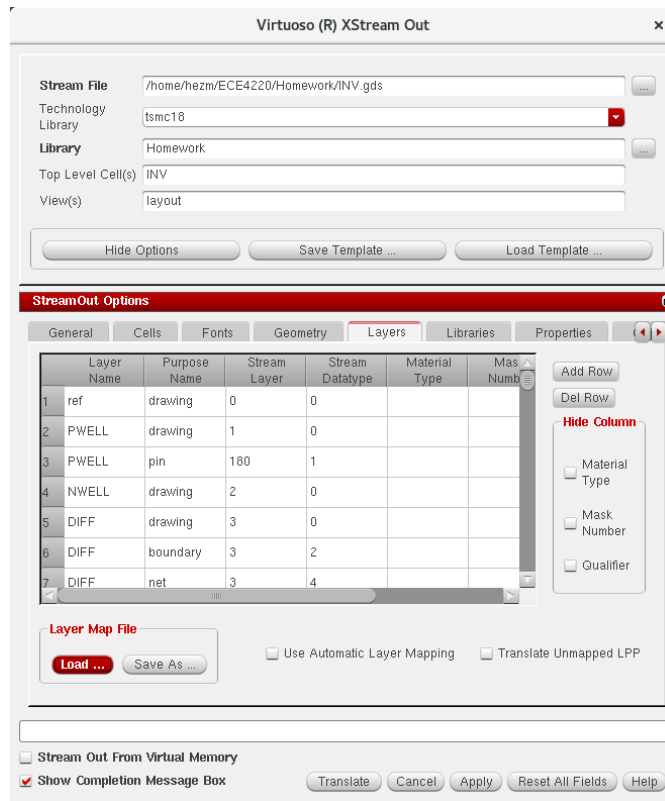 Virtuoso (R) XStream Out
×
Stream File /home/hezm/ECE4220/Homework/INV.gds ...
Technology
Library
tsmc18
Library Homework ...
Top Level Cell(s) INV
View(s) layout
Hide Options Save Template ... Load Template ...
StreamOut Options
General Cells Fonts Geometry Layers Libraries Properties
Layer Purpose Stream Stream Material Mas
Name Name Layer Datatype Type Numb
1 ref drawing 0 0
2 PWELL drawing 1 0
3 PWELL pin 180 1
4 NWELL drawing 2 0
5 DIFF drawing 3 0
6 DIFF boundary 3 2
7 DIFF net 3 4
Add Row
Del Row
Hide Column
Material
Type
Mask
Number
Qualifier
Layer Map File
Load ... Save As ...
Use Automatic Layer Mapping Translate Unmapped LPP
Stream Out From Virtual Memory
Show Completion Message Box Translate Cancel Apply Reset All Fields Help